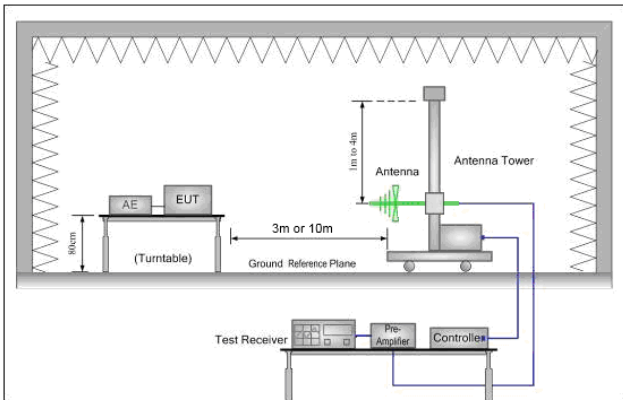 1m to 4m
Antenna
Antenna Tower
AE
EUT
3m or 10m
80cm
(Turntable)
Ground Reference Plane
Test Receiver
Pre-
Amplifier
Controlle